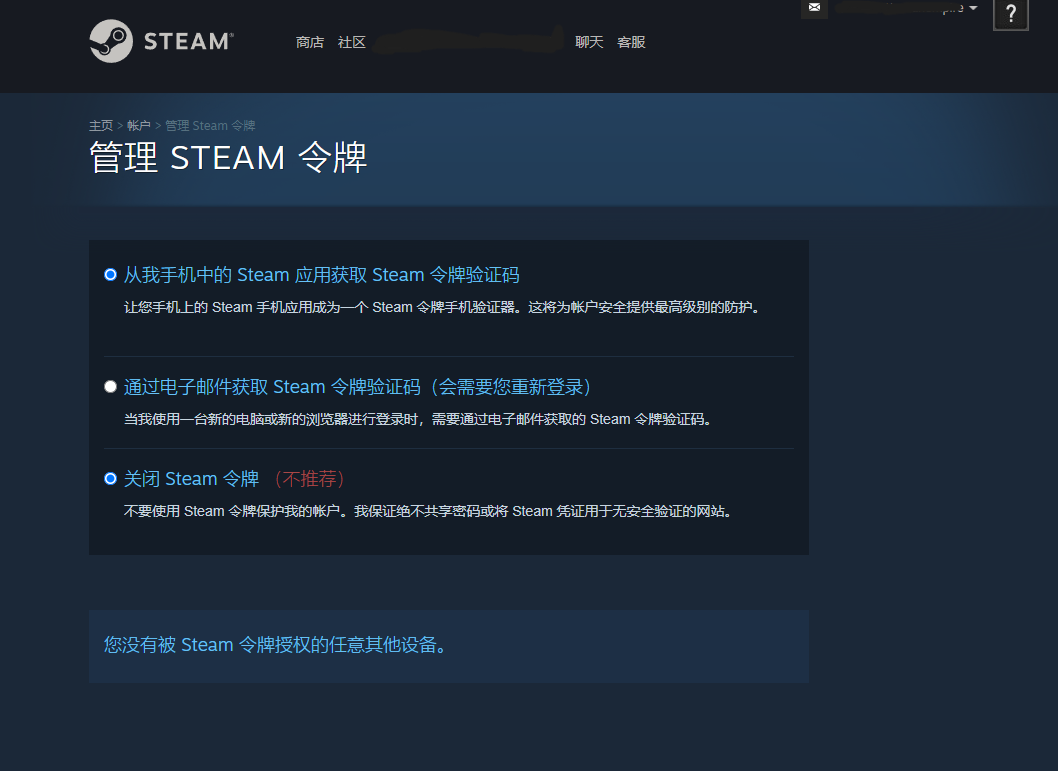 STEAM®
商店 社区 聊天 客服
?
主页 > 帐户 > 管理 Steam 令牌
管理 STEAM 令牌
从我手机中的 Steam 应用获取 Steam 令牌验证码
让您手机上的 Steam 手机应用成为一个 Steam 令牌手机验证器。这将为帐户安全提供最高级别的防护。
通过电子邮件获取 Steam 令牌验证码（会需要您重新登录）
当我使用一台新的电脑或新的浏览器进行登录时，需要通过电子邮件获取的 Steam 令牌验证码。
关闭 Steam 令牌 （不推荐）
不要使用 Steam 令牌保护我的帐户。我保证绝不共享密码或将 Steam 凭证用于无安全验证的网站。
您没有被 Steam 令牌授权的任意其他设备。